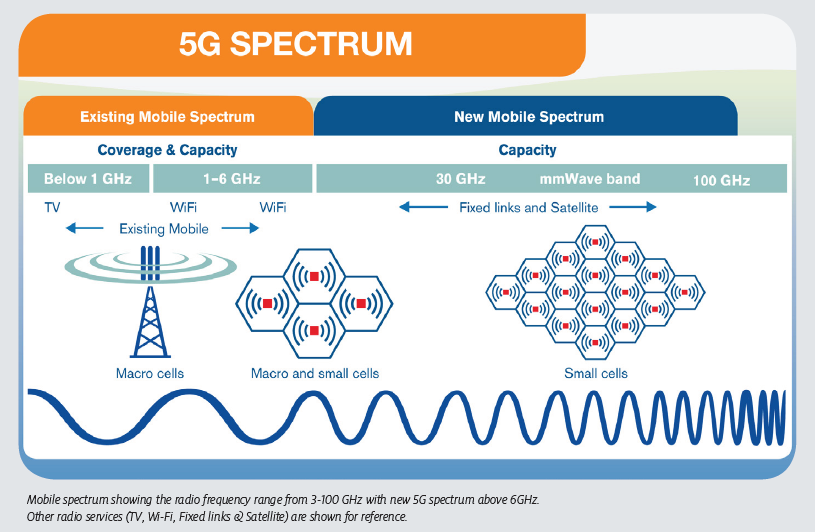 5G SPECTRUM
Existing Mobile Spectrum
New Mobile Spectrum
Coverage & Capacity
Capacity
Below 1 GHz
1–6 GHz
30 GHz
mmWave band
100 GHz
TV
WiFi
WiFi
Fixed links and Satellite
Existing Mobile
Macro cells
Macro and small cells
Small cells
Mobile spectrum showing the radio frequency range from 3-100 GHz with new 5G spectrum above 6GHz.
Other radio services (TV, Wi-Fi, Fixed links & Satellite) are shown for reference.